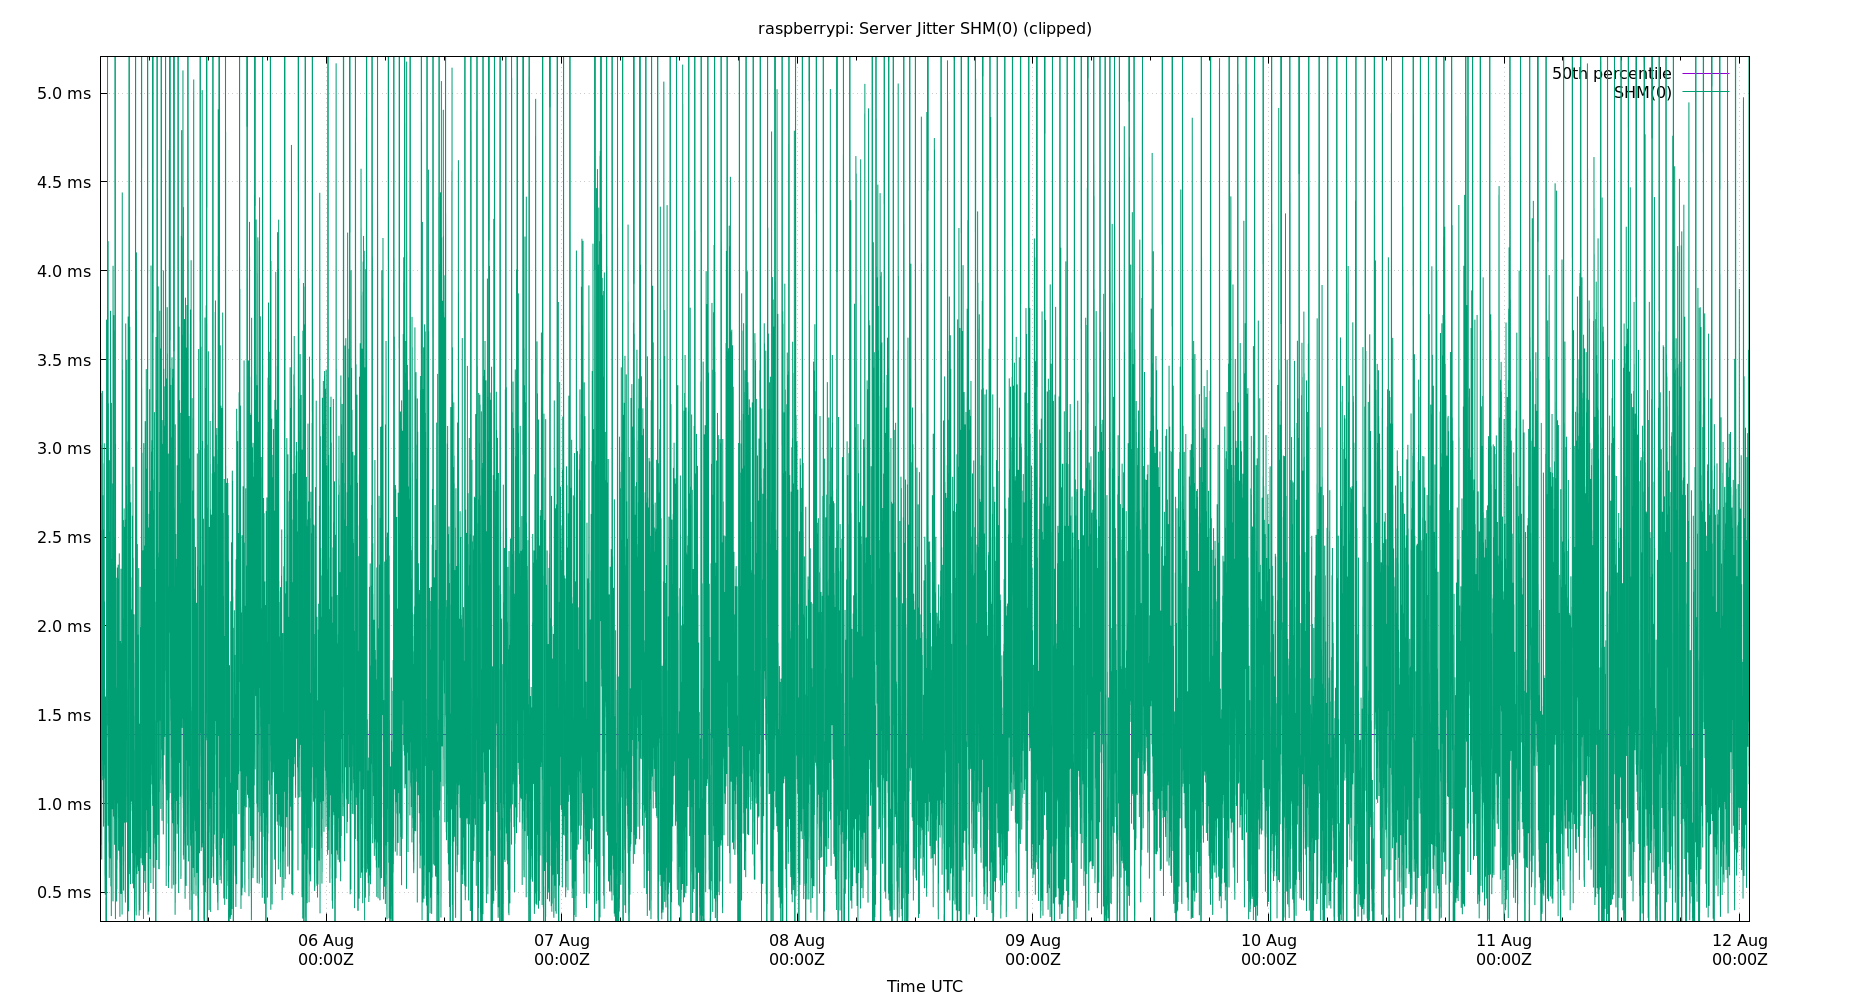 raspberrypi: Server Jitter SHM(0) (clipped)
50th percentile
SHM(0)
5.0 ms
4.5 ms
4.0 ms
3.5 ms
3.0 ms
2.5 ms
2.0 ms
1.5 ms
1.0 ms
0.5 ms
06 Aug
00:00Z
07 Aug
00:00Z
08 Aug
00:00Z
09 Aug
00:00Z
10 Aug
00:00Z
11 Aug
00:00Z
12 Aug
00:00Z
Time UTC